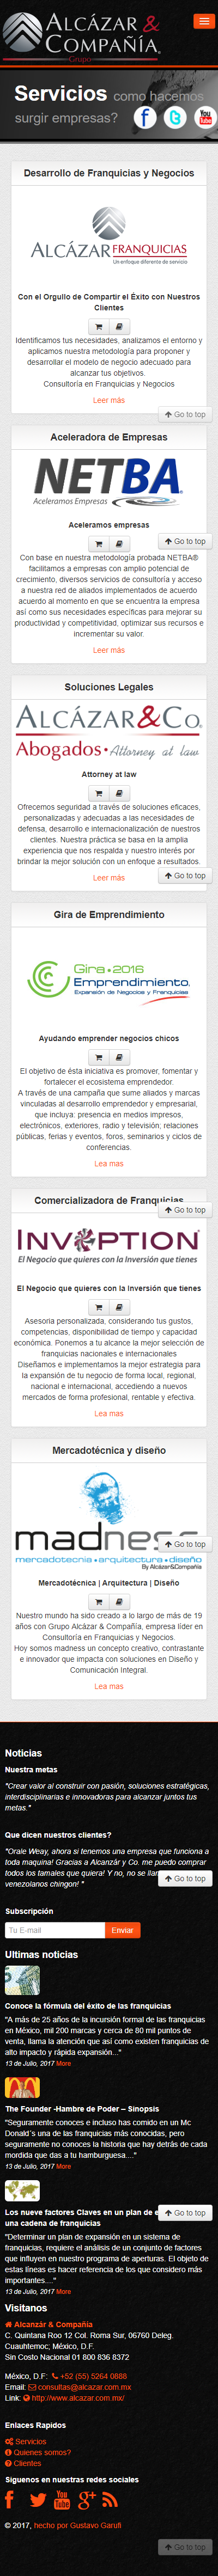 ALCÁZAR &
COMPAÑÍA®
Grupo
Servicios como hacemos
surgir empresas?
Desarrollo de Franquicias y Negocios
ALCÁZAR FRANQUICIAS
Un enfoque diferente de servicio
Con el Orgullo de Compartir el Éxito con Nuestros
Clientes
Identificamos tus necesidades, analizamos el entorno y
aplicamos nuestra metodología para proponer y
desarrollar el modelo de negocio adecuado para
alcanzar tus objetivos.
Consultoría en Franquicias y Negocios
Leer más
Go to top
Aceleradora de Empresas
NETBA
Aceleramos Empresas
Aceleramos empresas
Go to top
Con base en nuestra metodología probada NETBA®
facilitamos a empresas con amplio potencial de
crecimiento, diversos servicios de consultoría y acceso
a nuestra red de aliados implementados de acuerdo
acuerdo al momento en que se encuentra la empresa
así como sus necesidades específicas para mejorar su
productividad y competitividad, optimizar sus recursos e
incrementar su valor.
Leer más
Soluciones Legales
ALCÁZAR&CO.
Abogados • Attorney at law
Attorney at law
Ofrecemos seguridad a través de soluciones eficaces,
personalizadas y adecuadas a las necesidades de
defensa, desarrollo e internacionalización de nuestros
clientes. Nuestra práctica se basa en la amplia
experiencia que nos respalda y nuestro interés por
brindar la mejor solución con un enfoque a resultados.
Leer más
Go to top
Gira de Emprendimiento
Gira • 2016
Emprendimiento
Expansión de Negocios y Franquicias
Ayudando emprender negocios chicos
El objetivo de ésta iniciativa es promover, fomentar y
fortalecer el ecosistema emprendedor.
A través de una campaña que sume aliados y marcas
vinculadas a desarrollo emprendedor y empresarial,
que incluya: presencia en medios impresos,
electrónicos, exteriores, radio y televisión; relaciones
públicas, ferias y eventos, foros, seminarios y ciclos de
conferencias.
Lea mas
Comercializadora de Franquicias
Go to top
INVOPTION
El Negocio que quieres con la Inversión que tienes
El Negocio que quieres con la Inversión que tienes
Asesoria personalizada, considerando tus gustos,
competencias, disponibilidad de tiempo y capacidad
económica. Ponemos a tu alcance la mejor selección de
franquicias nacionales e internacionales
Diseñamos e implementamos la mejor estrategia para
la expansión de tu negocio de forma local, regional,
nacional e internacional, accediendo a nuevos
mercados de forma profesional, rentable y efectiva.
Lea mas
Mercadotécnica y diseño
madness
mercadotecnia•arquitectura•diseño
By Alcázar&Compañía
Go to top
Mercadotécnica | Arquitectura | Diseño
Nuestro mundo ha sido creado a lo largo de más de 19
años con Grupo Alcázar & Compañía, empresa líder en
Consultoría en Franquicias y Negocios.
Hoy somos madness un concepto creativo, contrastante
e innovador que impacta con soluciones en Diseño y
Comunicación Integral.
Lea mas
Noticias
Nuestra metas
"Crear valor al construir con pasión, soluciones estratégicas,
interdisciplinarias e innovadoras para alcanzar juntos tus
metas."
Que dicen nuestros clientes?
"Orale Weay, ahora si tenemos una empresa que funciona a
toda maquina! Gracias a Alcanzár y Co. me puedo comprar
todos los tamales que quiera! Y no, no se
venezolanos chingon! "
Go to top
Subscripción
Tu E-mail
Enviar
Ultimas noticias
Conoce la fórmula del éxito de las franquicias
"A más de 25 años de la incursión formal de las franquicias
en México, mil 200 marcas y cerca de 80 mil puntos de
venta, llama la atención que así como existen franquicias de
alto impacto y rápida expansión..."
13 de Julio, 2017 More
The Founder -Hambre de Poder – Sinopsis
"Seguramente conoces e incluso has comido en un Mc
Donald´s una de las franquicias más conocidas, pero
seguramente no conoces la historia que hay detrás de cada
mordida que das a tu hamburguesa...."
13 de Julio, 2017 More
Los nueve factores Claves en un plan de
una cadena de franquicias
Go to top
"Determinar un plan de expansión en un sistema de
franquicias, requiere el análisis de un conjunto de factores
que influyen en nuestro programa de aperturas. El objeto de
estas líneas es hacer referencia de los que considero más
importantes...."
13 de Julio, 2017 More
Visitanos
Alcanzár & Compañia
C. Quintana Roo 12 Col. Roma Sur, 06760 Deleg.
Cuauhtemoc; México, D.F.
Sin Costo Nacional 01 800 836 8372
México, D.F: +52 (55) 5264 0888
Email: consultas@alcazar.com.mx
Link: http://www.alcazar.com.mx/
Enlaces Rapidos
Servicios
Quienes somos?
Clientes
Siguenos en nuestras redes sociales
© 2017, hecho por Gustavo Garufi
Go to top